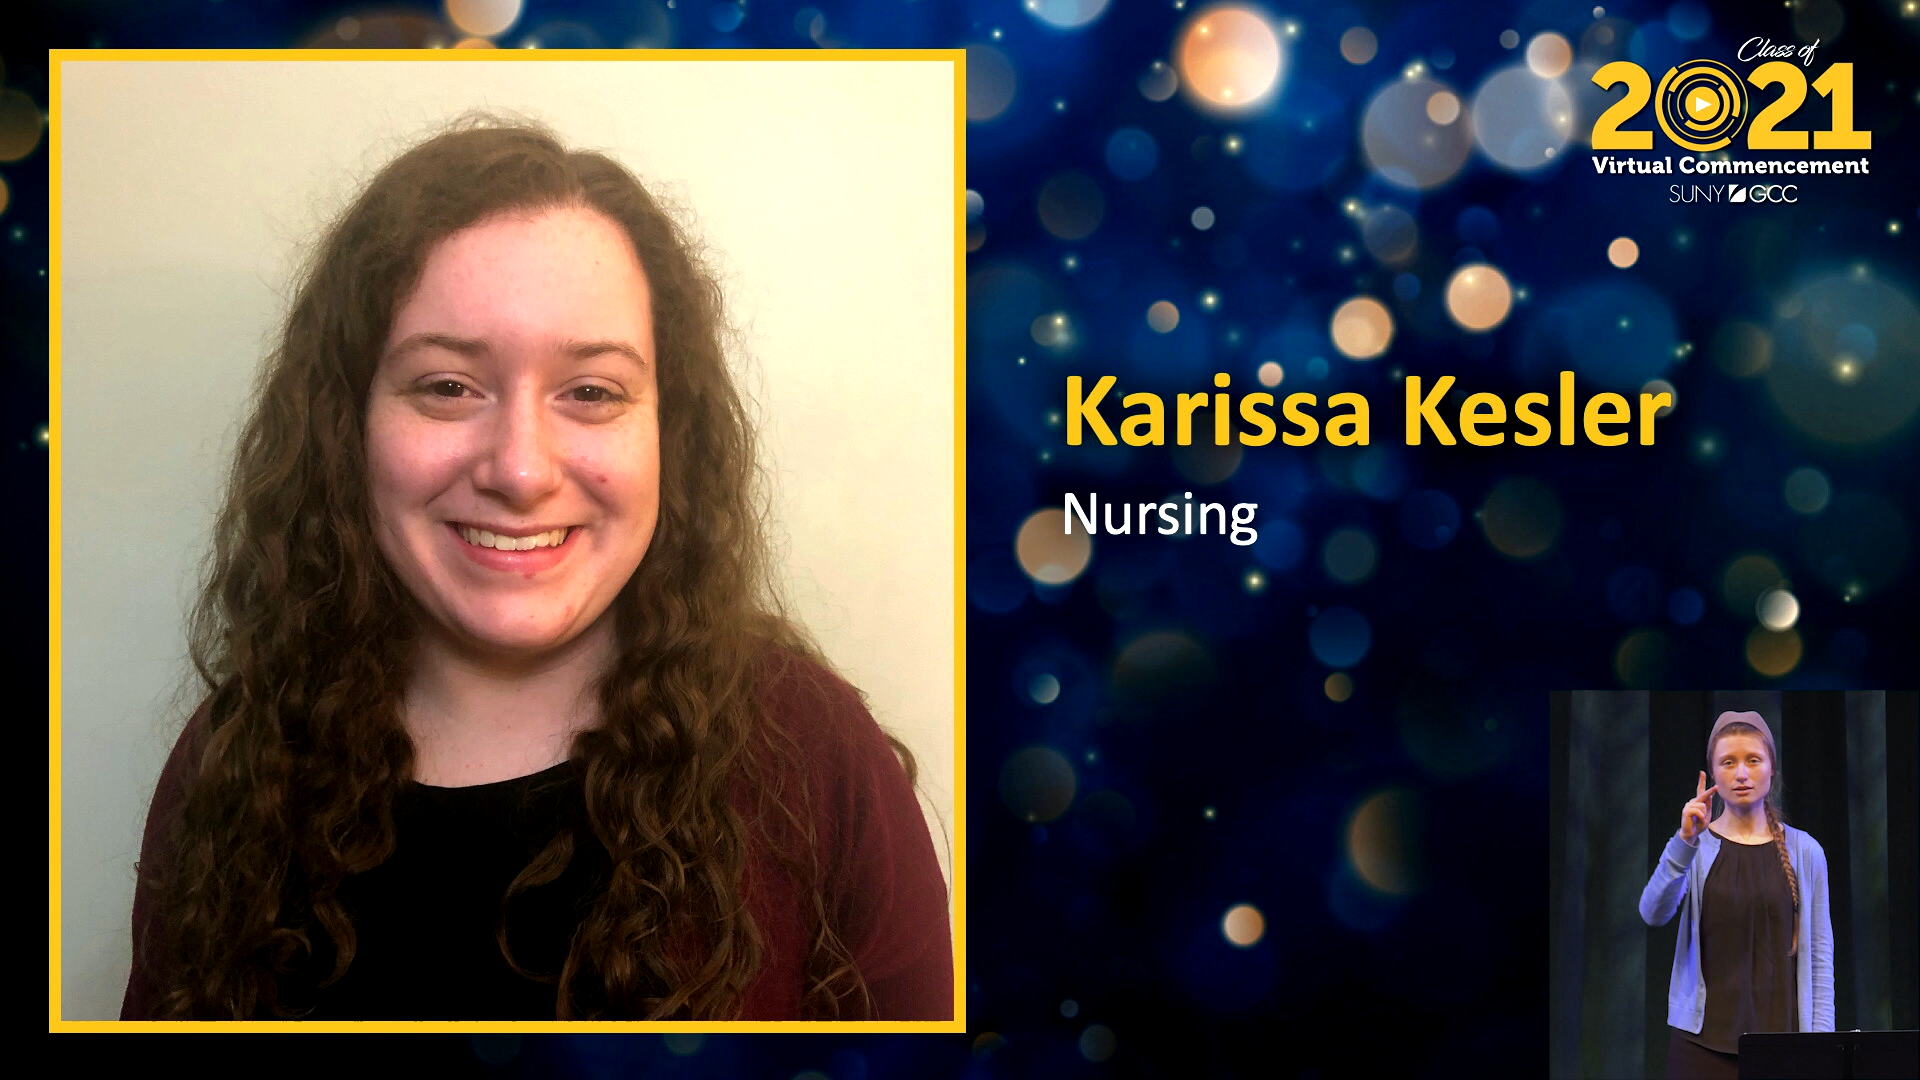 Class of
2021
Virtual Commencement
SUNY GCC
Karissa Kesler
Nursing